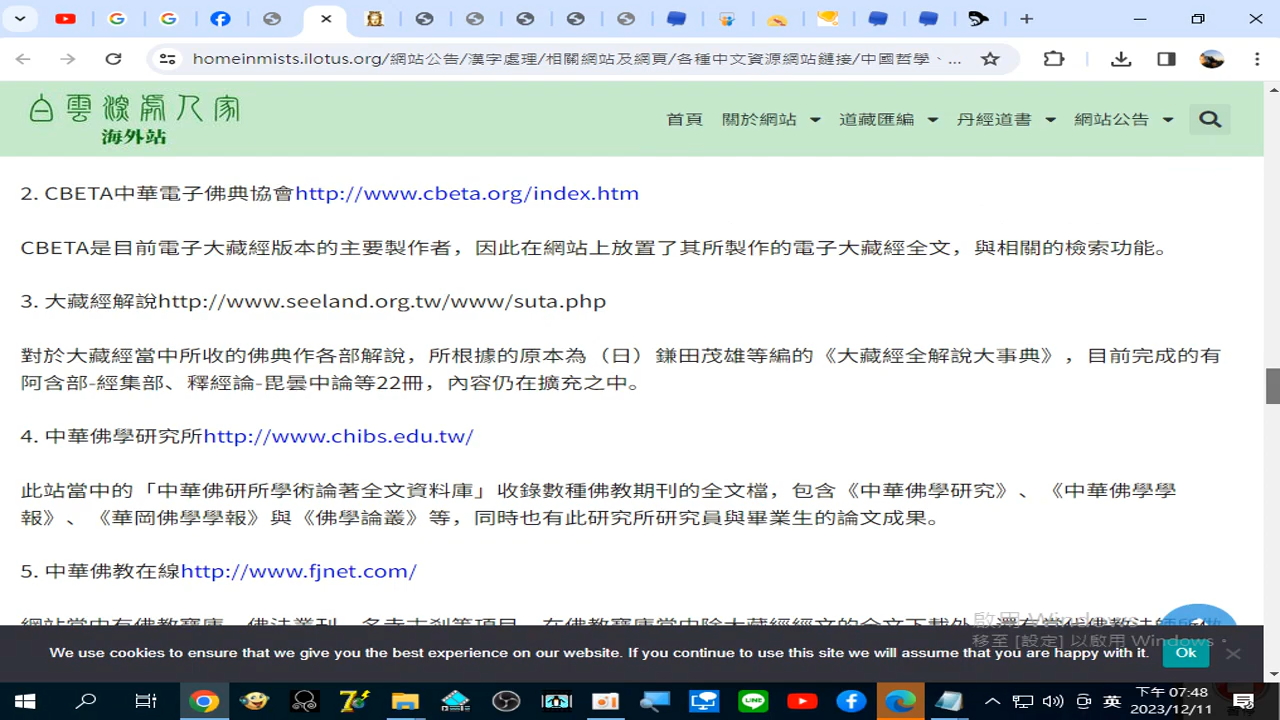 homeinmists.ilotus.org/網站公告/漢字處理/相關網站及網頁/各種中文資源網站鏈接/中國哲學、...
白雲深處人家
海外站
首頁 關於網站 道藏匯編 丹經道書 網站公告
2. CBETA中華電子佛典協會http://www.cbeta.org/index.htm
CBETA是目前電子大藏經版本的主要製作者，因此在網站上放置了其所製作的電子大藏經全文，與相關的檢索功能。
3. 大藏經解說http://www.seeland.org.tw/www/suta.php
對於大藏經當中所收的佛典作各部解說，所根據的原本為（日）鎌田茂雄等編的《大藏經全解說大事典》，目前完成的有
阿含部-經集部、釋經論-毘曇中論等22冊，內容仍在擴充之中。
4. 中華佛學研究所http://www.chibs.edu.tw/
此站當中的「中華佛研所學術論著全文資料庫」收錄數種佛教期刊的全文檔，包含《中華佛學研究》、《中華佛學學
報》、《華岡佛學學報》與《佛學論叢》等，同時也有此研究所研究員與畢業生的論文成果。
5. 中華佛教在線http://www.fjnet.com/
啟用 Windows
移至 [設定] 以啟用 Windows。
We use cookies to ensure that we give you the best experience on our website. If you continue to use this site we will assume that you are happy with it. Ok
英
下午 07:48
2023/12/11